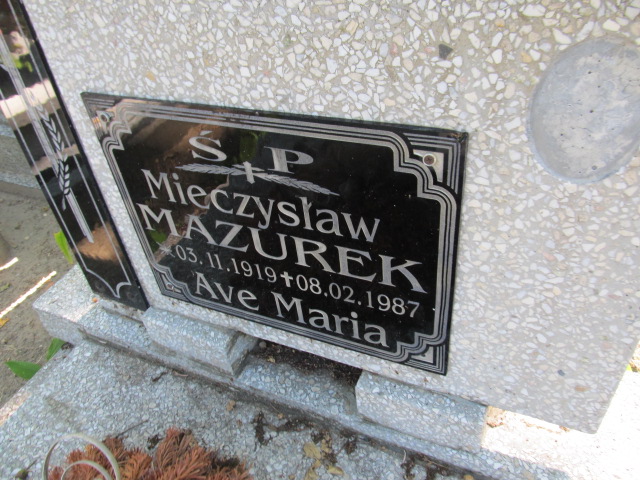 Ś P
Mieczysław
MAZUREK
* 03.11.1919 ✝ 08.02.1987
Ave Maria